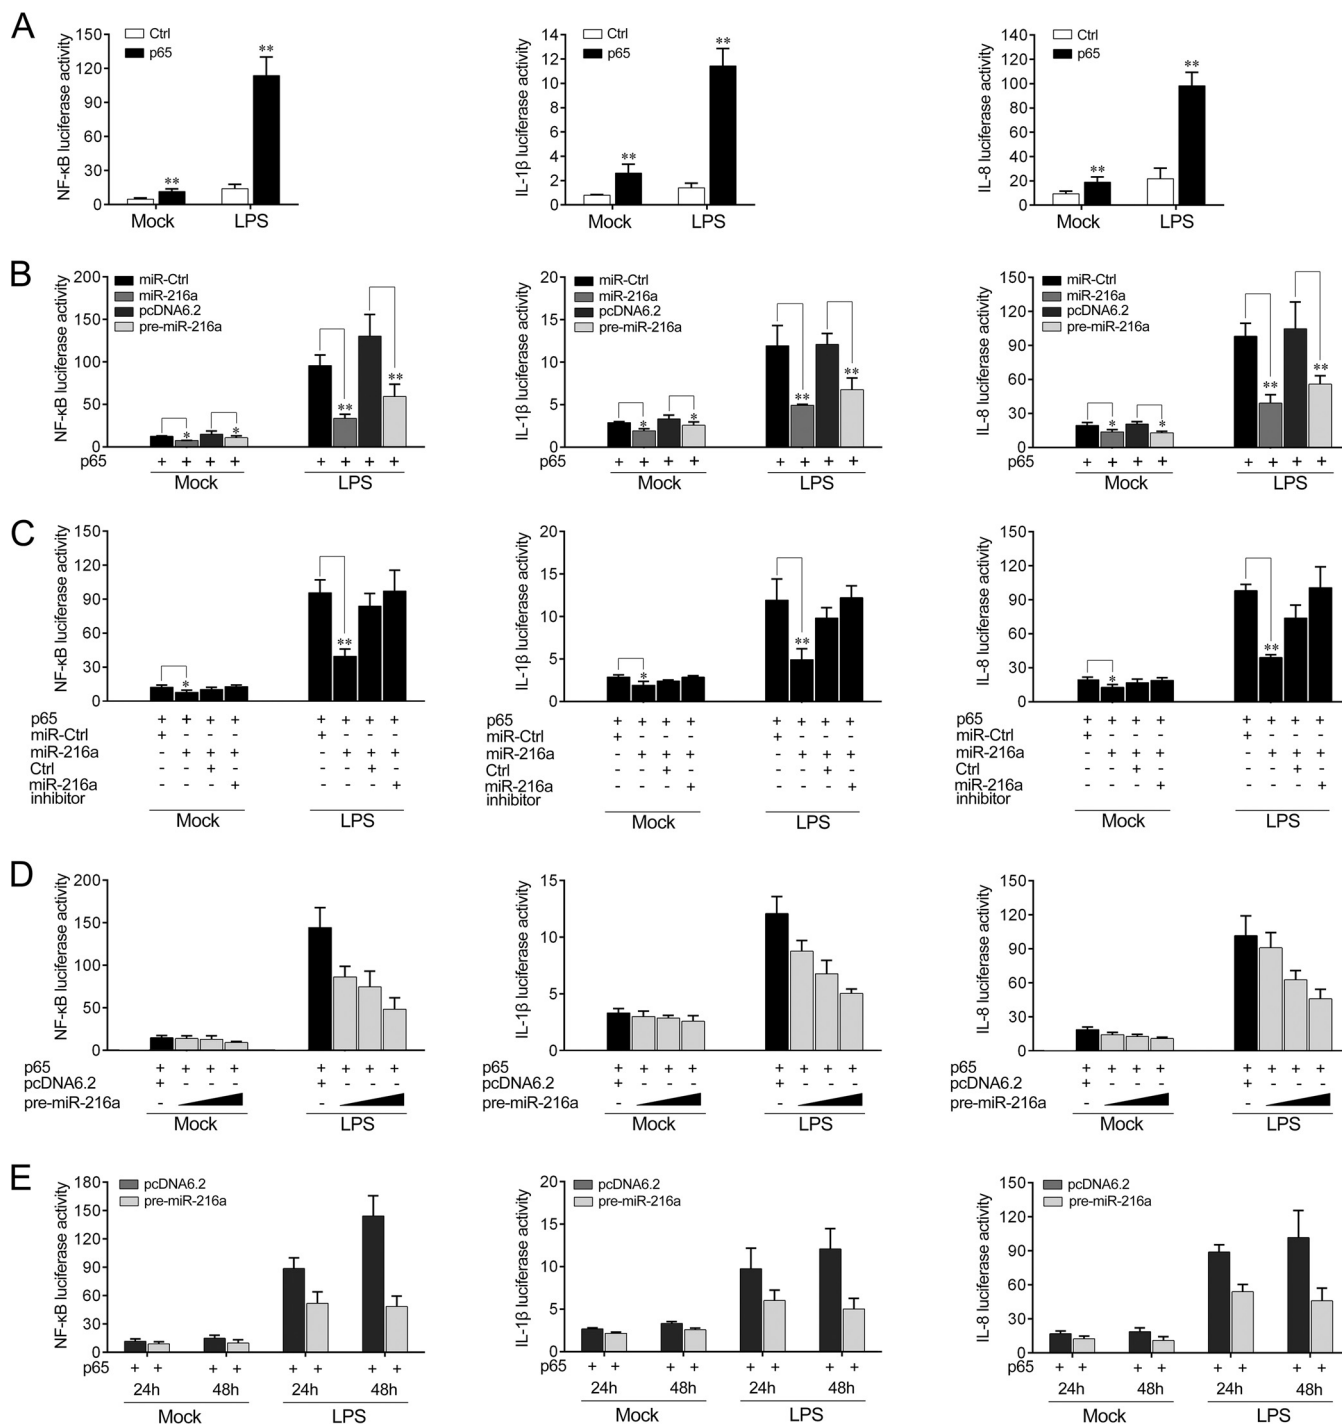 A
NF-κB luciferase activity
150
120
90
60
30
0
Ctrl
p65
**
**
Mock
LPS
IL-1β luciferase activity
14
12
10
8
6
4
2
0
Ctrl
p65
**
**
Mock
LPS
IL-8 luciferase activity
140
120
100
80
60
40
20
0
Ctrl
p65
**
**
Mock
LPS
B
NF-κB luciferase activity
200
150
100
50
0
miR-Ctrl
miR-216a
pcDNA6.2
pre-miR-216a
* * ** **
p65 + + + + + + + +
Mock LPS
IL-1β luciferase activity
20
15
10
5
0
miR-Ctrl
miR-216a
pcDNA6.2
pre-miR-216a
* * ** **
p65 + + + + + + + +
Mock LPS
IL-8 luciferase activity
150
120
90
60
30
0
miR-Ctrl
miR-216a
pcDNA6.2
pre-miR-216a
* * ** **
p65 + + + + + + + +
Mock LPS
C
NF-κB luciferase activity
150
120
90
60
30
0
* **
p65 + + + + + + + +
miR-Ctrl + - - - + - - -
miR-216a - + + + - + + +
Ctrl - - + - - - + -
miR-216a - - - + - - - +
inhibitor
Mock LPS
IL-1β luciferase activity
20
15
10
5
0
* **
p65 + + + + + + + +
miR-Ctrl + - - - + - - -
miR-216a - + + + - + + +
Ctrl - - + - - - + -
miR-216a - - - + - - - +
inhibitor
Mock LPS
IL-8 luciferase activity
150
120
90
60
30
0
* **
p65 + + + + + + + +
miR-Ctrl + - - - + - - -
miR-216a - + + + - + + +
Ctrl - - + - - - + -
miR-216a - - - + - - - +
inhibitor
Mock LPS
D
NF-κB luciferase activity
200
150
100
50
0
p65 + + + + + + + +
pcDNA6.2 + - - - + - - -
pre-miR-216a - -
Mock LPS
IL-1β luciferase activity
15
10
5
0
p65 + + + + + + + +
pcDNA6.2 + - - - + - - -
pre-miR-216a - -
Mock LPS
IL-8 luciferase activity
150
120
90
60
30
0
p65 + + + + + + + +
pcDNA6.2 + - - - + - - -
pre-miR-216a - -
Mock LPS
E
NF-κB luciferase activity
180
150
120
90
60
30
0
pcDNA6.2
pre-miR-216a
p65 + + + + + + + +
24h 48h 24h 48h
Mock LPS
IL-1β luciferase activity
20
15
10
5
0
pcDNA6.2
pre-miR-216a
p65 + + + + + + + +
24h 48h 24h 48h
Mock LPS
IL-8 luciferase activity
150
120
90
60
30
0
pcDNA6.2
pre-miR-216a
p65 + + + + + + + +
24h 48h 24h 48h
Mock LPS